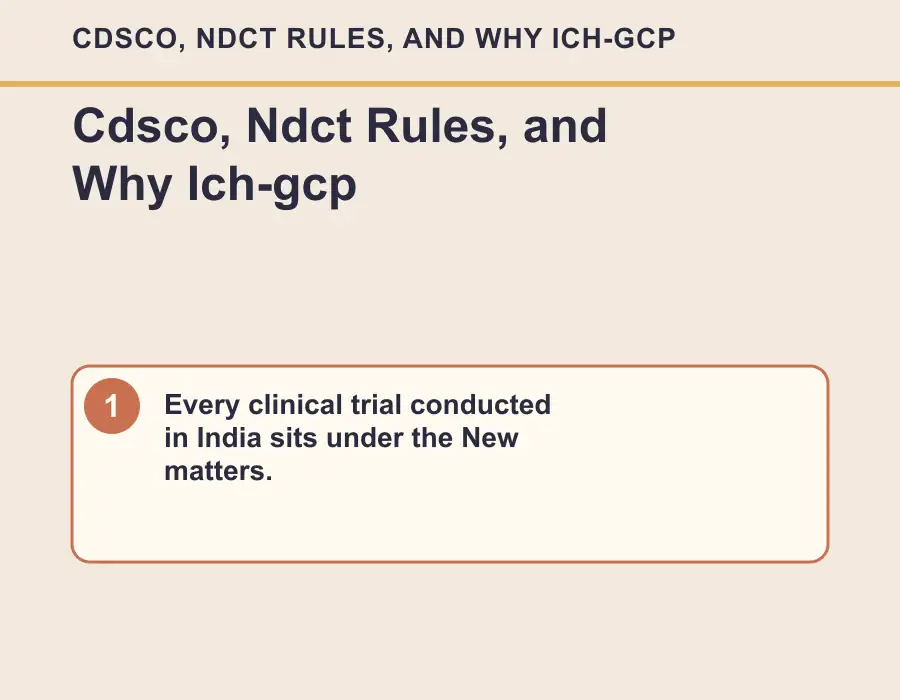 CDSCO, NDCT RULES, AND WHY ICH-GCP
Cdsco, Ndct Rules, and
Why Ich-gcp
1
Every clinical trial conducted
in India sits under the New
matters.